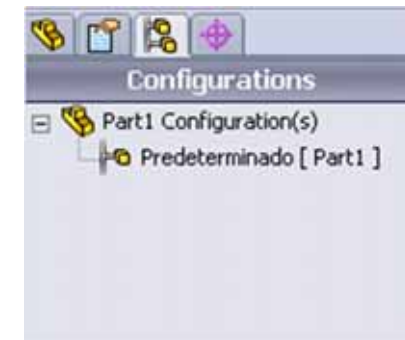 Configurations
Part1 Configuration(s)
Predeterminado [ Part1 ]